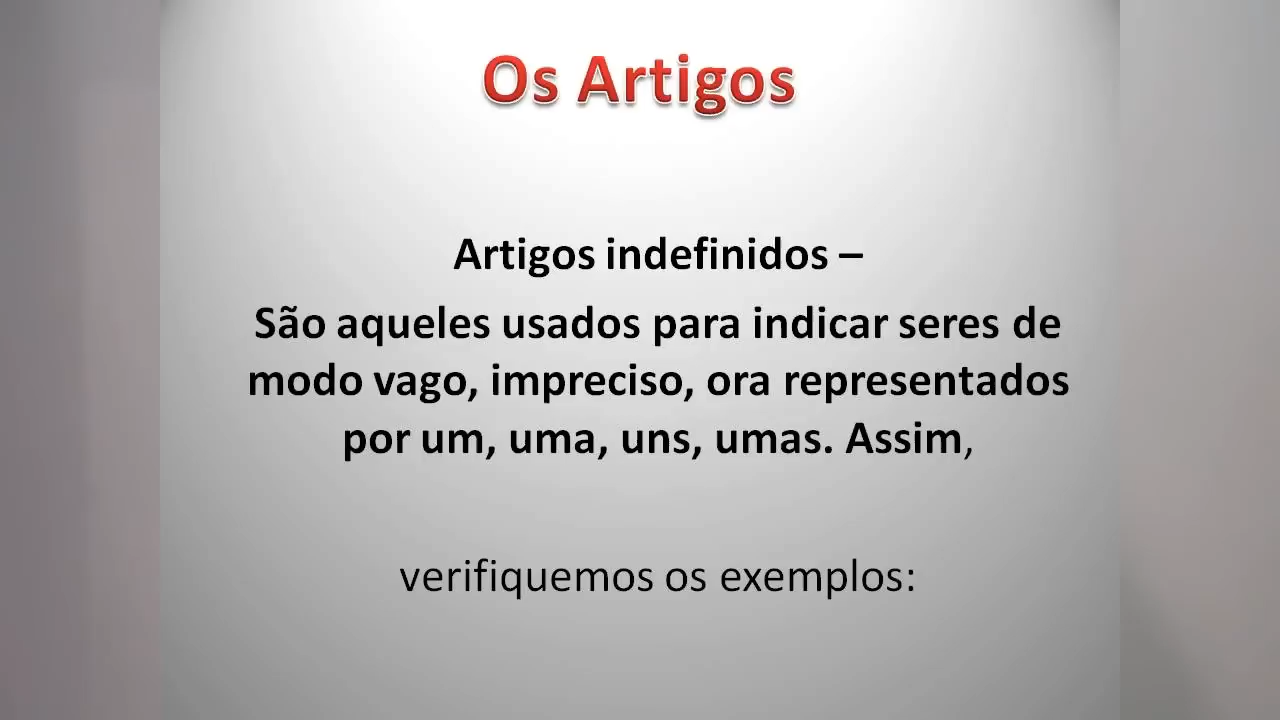 Os Artigos
Artigos indefinidos –
São aqueles usados para indicar seres de
modo vago, impreciso, ora representados
por um, uma, uns, umas. Assim,
verifiquemos os exemplos: